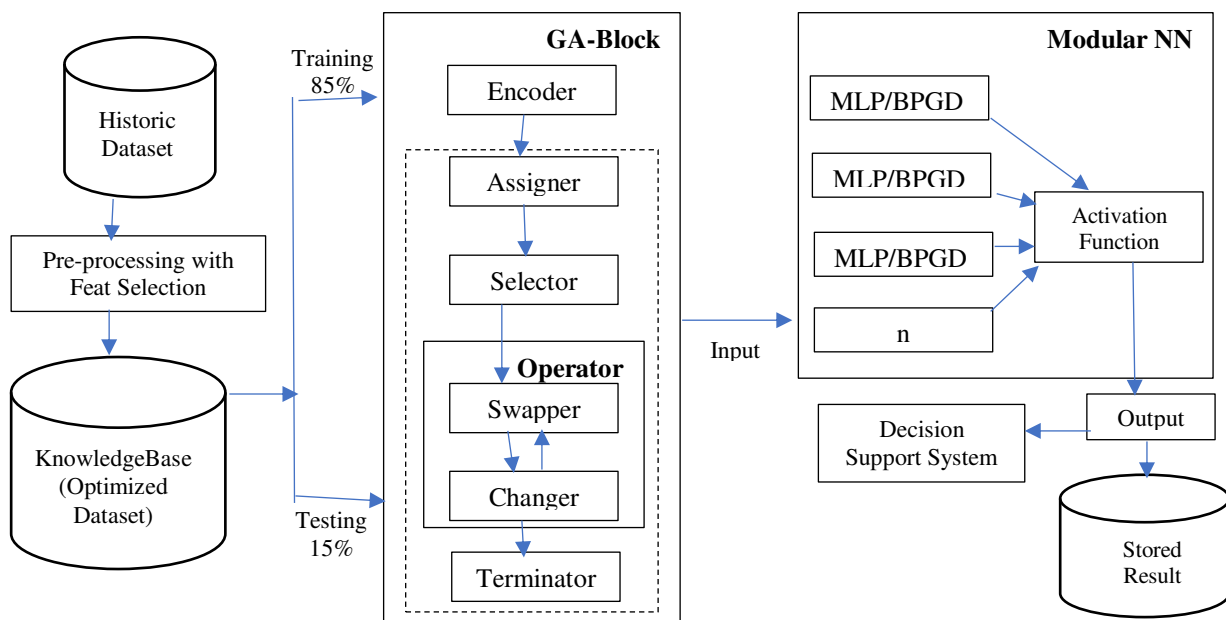 Historic
Dataset
Pre-processing with
Feat Selection
KnowledgeBase
(Optimized
Dataset)
Training
85%
Testing
15%
GA-Block
Encoder
Assigner
Selector
Operator
Swapper
Changer
Terminator
Input
Modular NN
MLP/BPGD
MLP/BPGD
MLP/BPGD
n
Activation
Function
Output
Decision
Support System
Stored
Result